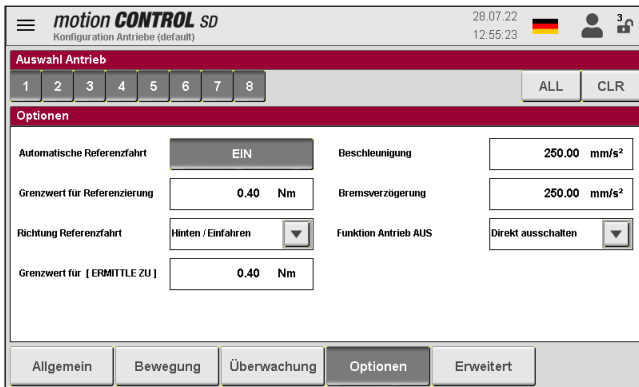 motion CONTROL SD
Konfiguration Antriebe (default)
28.07.22
12:55:23
3
Auswahl Antrieb
1 2 3 4 5 6 7 8 ALL CLR
Optionen
Automatische Referenzfahrt EIN Beschleunigung 250.00 mm/s²
Grenzwert für Referenzierung 0.40 Nm Bremsverzögerung 250.00 mm/s²
Richtung Referenzfahrt Hinten / Einfahren Funktion Antrieb AUS Direkt ausschalten
Grenzwert für [ ERMITTLE ZU ] 0.40 Nm
Allgemein Bewegung Überwachung Optionen Erweitert